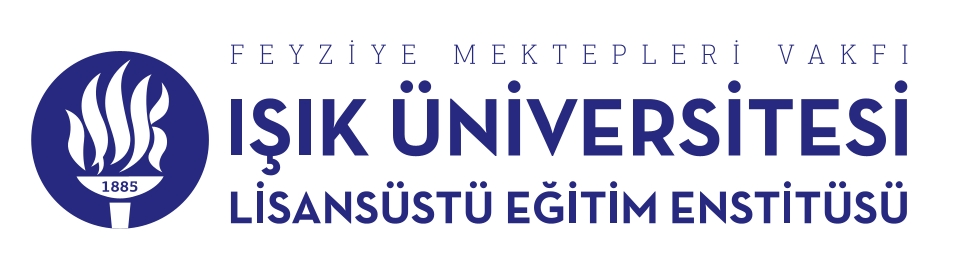 FEYZİYE MEKTEPLERİ VAKFI
IŞIK ÜNİVERSİTESİ
LİSANSÜSTÜ EĞİTİM ENSTİTÜSÜ
1885